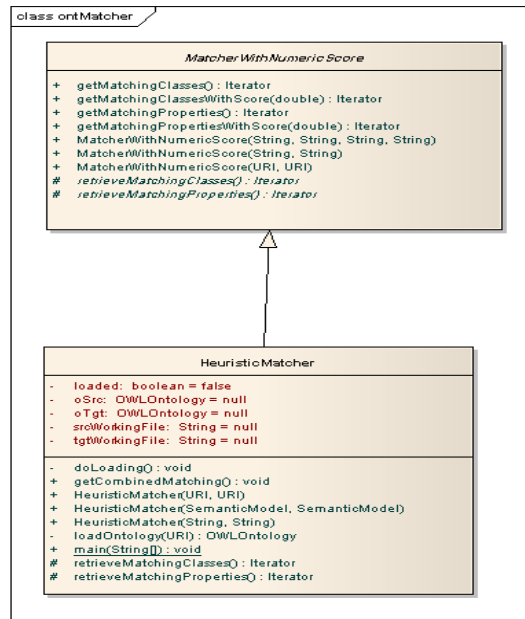 class ontMatcher
MatcherWithNumericScore
+ getMatchingClasses() : Iterator
+ getMatchingClassesWithScore(double) : Iterator
+ getMatchingProperties() : Iterator
+ getMatchingPropertiesWithScore(double) : Iterator
+ MatcherWithNumericScore(String, String, String, String)
+ MatcherWithNumericScore(String, String)
+ MatcherWithNumericScore(URI, URI)
# retrieveMatchingClasses() : Iterator
# retrieveMatchingProperties() : Iterator
HeuristicMatcher
- loaded: boolean = false
- oSrc: OWLOntology = null
- oTgt: OWLOntology = null
- srcWorkingFile: String = null
- tgtWorkingFile: String = null
- doLoading() : void
+ getCombinedMatching() : void
+ HeuristicMatcher(URI, URI)
+ HeuristicMatcher(SemanticModel, SemanticModel)
+ HeuristicMatcher(String, String)
- loadOntology(URI) : OWLOntology
+ main(String[]) : void
# retrieveMatchingClasses() : Iterator
# retrieveMatchingProperties() : Iterator